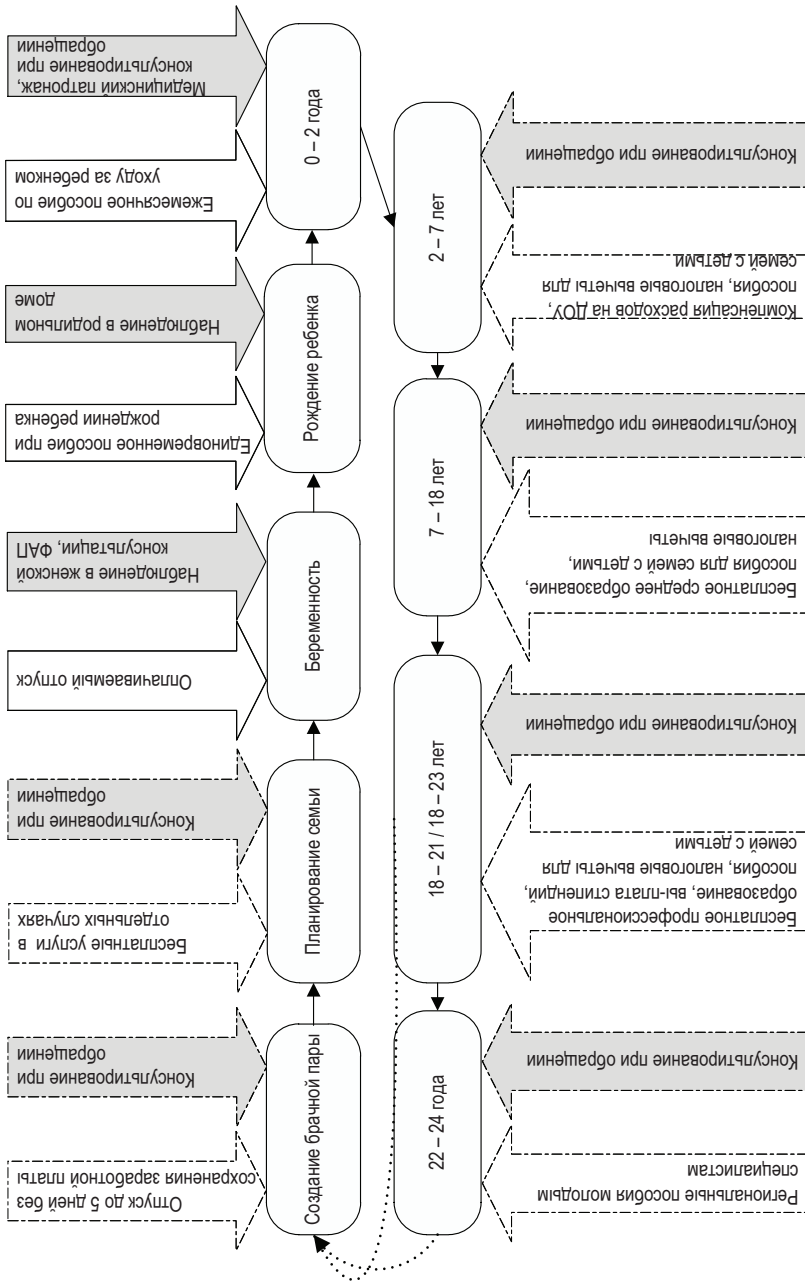 Отпуск до 5 дней без
сохранения заработной платы
Консультирование при
обращении
Бесплатные услуги в
отдельных случаях
Консультирование при
обращении
Оплачиваемый отпуск
Наблюдение в женской
консультации, ФАП
Единовременное пособие при
рождении ребенка
Наблюдение в родильном
доме
Ежемесячное пособие по
уходу за ребенком
Медицинский патронаж,
консультирование при
обращении
Создание брачной пары
Планирование семьи
Беременность
Рождение ребенка
0 – 2 года
22 – 24 года
18 – 21 / 18 – 23 лет
7 – 18 лет
2 – 7 лет
Региональные пособия молодым
специалистам
Консультирование при обращении
Бесплатное профессиональное
образование, вы-плата стипендий,
пособия, налоговые вычеты для
семей с детьми
Консультирование при обращении
Бесплатное среднее образование,
пособия для семей с детьми,
налоговые вычеты
Консультирование при обращении
Компенсация расходов на ДОУ,
пособия, налоговые вычеты для
семей с детьми
Консультирование при обращении